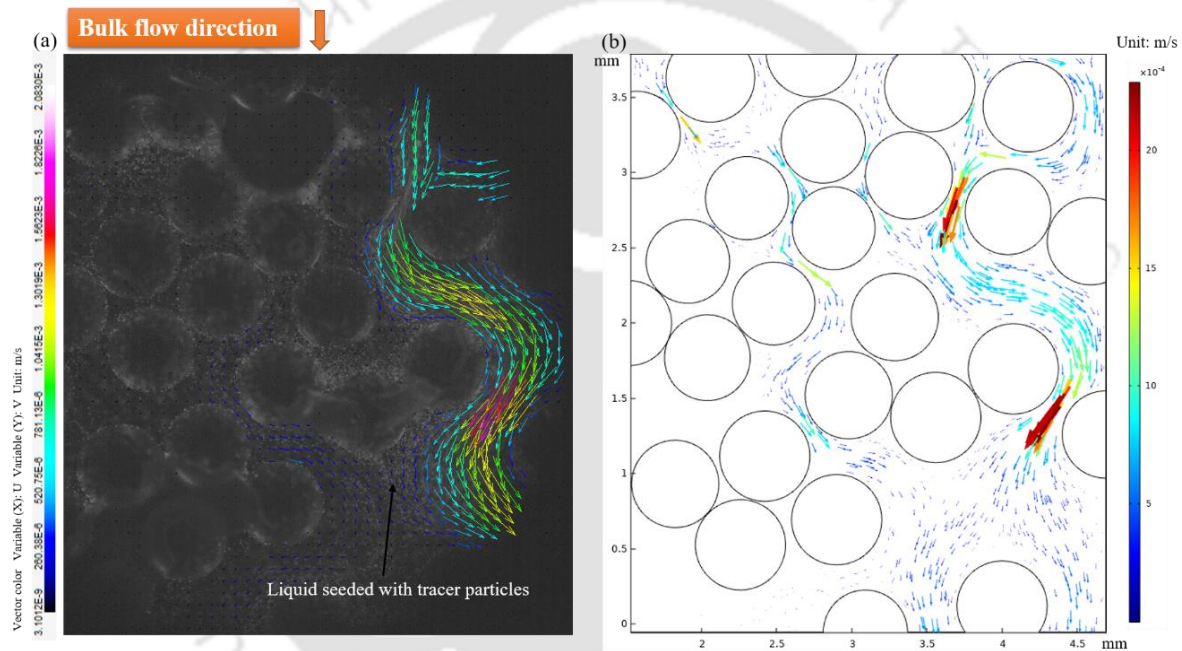 Bulk flow direction
(a)
(b)
Unit: m/s
mm
×10⁻⁴
Vector color Variable (X): U Variable (Y): V Unit: m/s
3.1012E-9 260.38E-6 520.75E-6 781.13E-6 1.0415E-3 1.3019E-3 1.5623E-3 1.8226E-3 2.0830E-3
Liquid seeded with tracer particles
3.5
3
2.5
2
1.5
1
0.5
0
2 2.5 3 3.5 4 4.5 mm
20
15
10
5